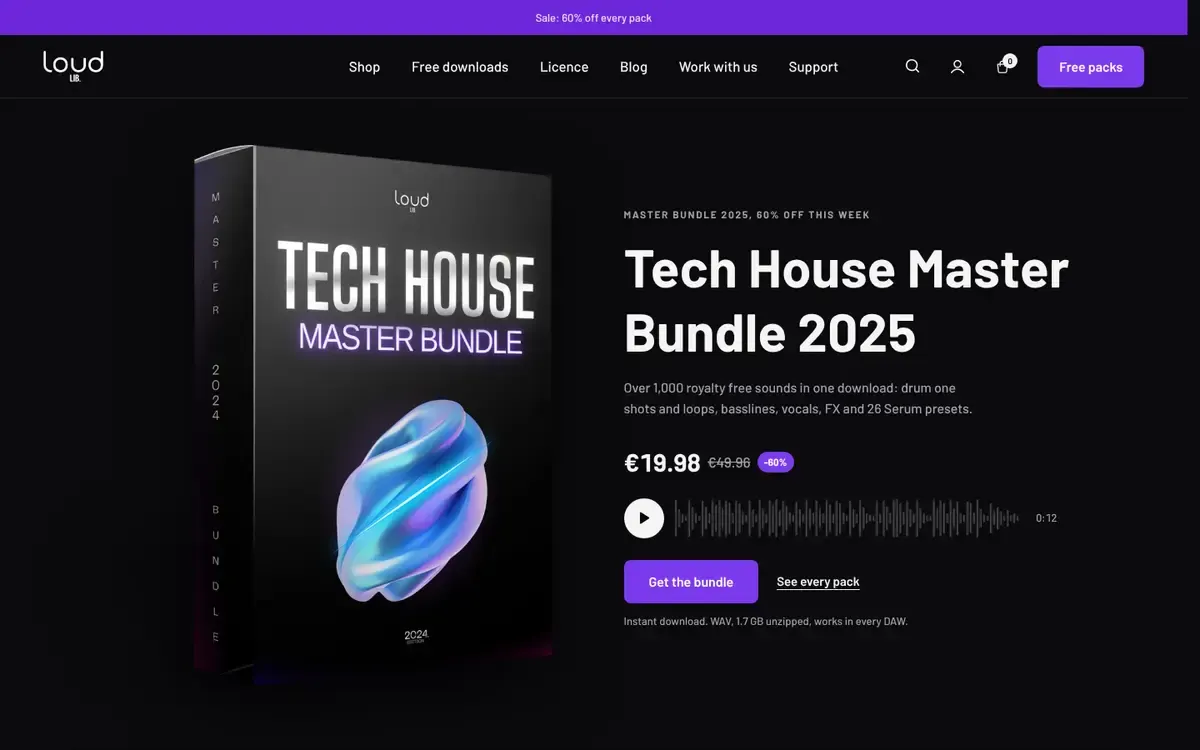 Sale: 60% off every pack
loud
LIB.
Shop
Free downloads
Licence
Blog
Work with us
Support
0
Free packs
MASTER
2024
BUNDLE
loud
LIB.
TECH HOUSE
MASTER BUNDLE
2024
EDITION
MASTER BUNDLE 2025, 60% OFF THIS WEEK
Tech House Master
Bundle 2025
Over 1,000 royalty free sounds in one download: drum one
shots and loops, basslines, vocals, FX and 26 Serum presets.
€19.98 €49.96 -60%
0:12
Get the bundle
See every pack
Instant download. WAV, 1.7 GB unzipped, works in every DAW.